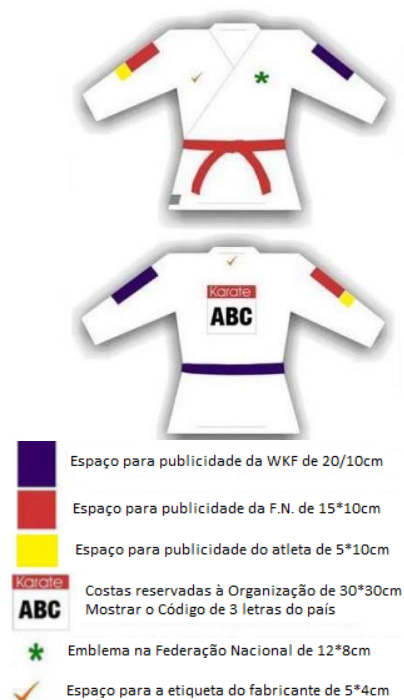 Karate
ABC
Espaço para publicidade da WKF de 20/10cm
Espaço para publicidade da F.N. de 15*10cm
Espaço para publicidade do atleta de 5*10cm
Karate
ABC
Costas reservadas à Organização de 30*30cm
Mostrar o Código de 3 letras do país
Emblema na Federação Nacional de 12*8cm
Espaço para a etiqueta do fabricante de 5*4cm